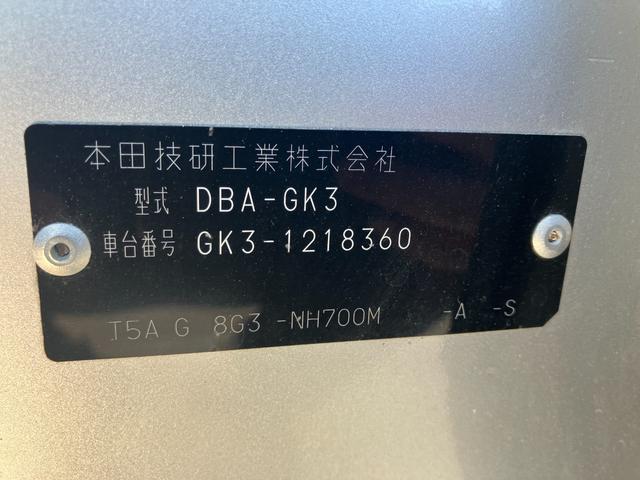 本田技研工業株式会社
型式 DBA-GK3
車台番号 GK3-1218360
T5A G 8G3 -NH700M -A -S